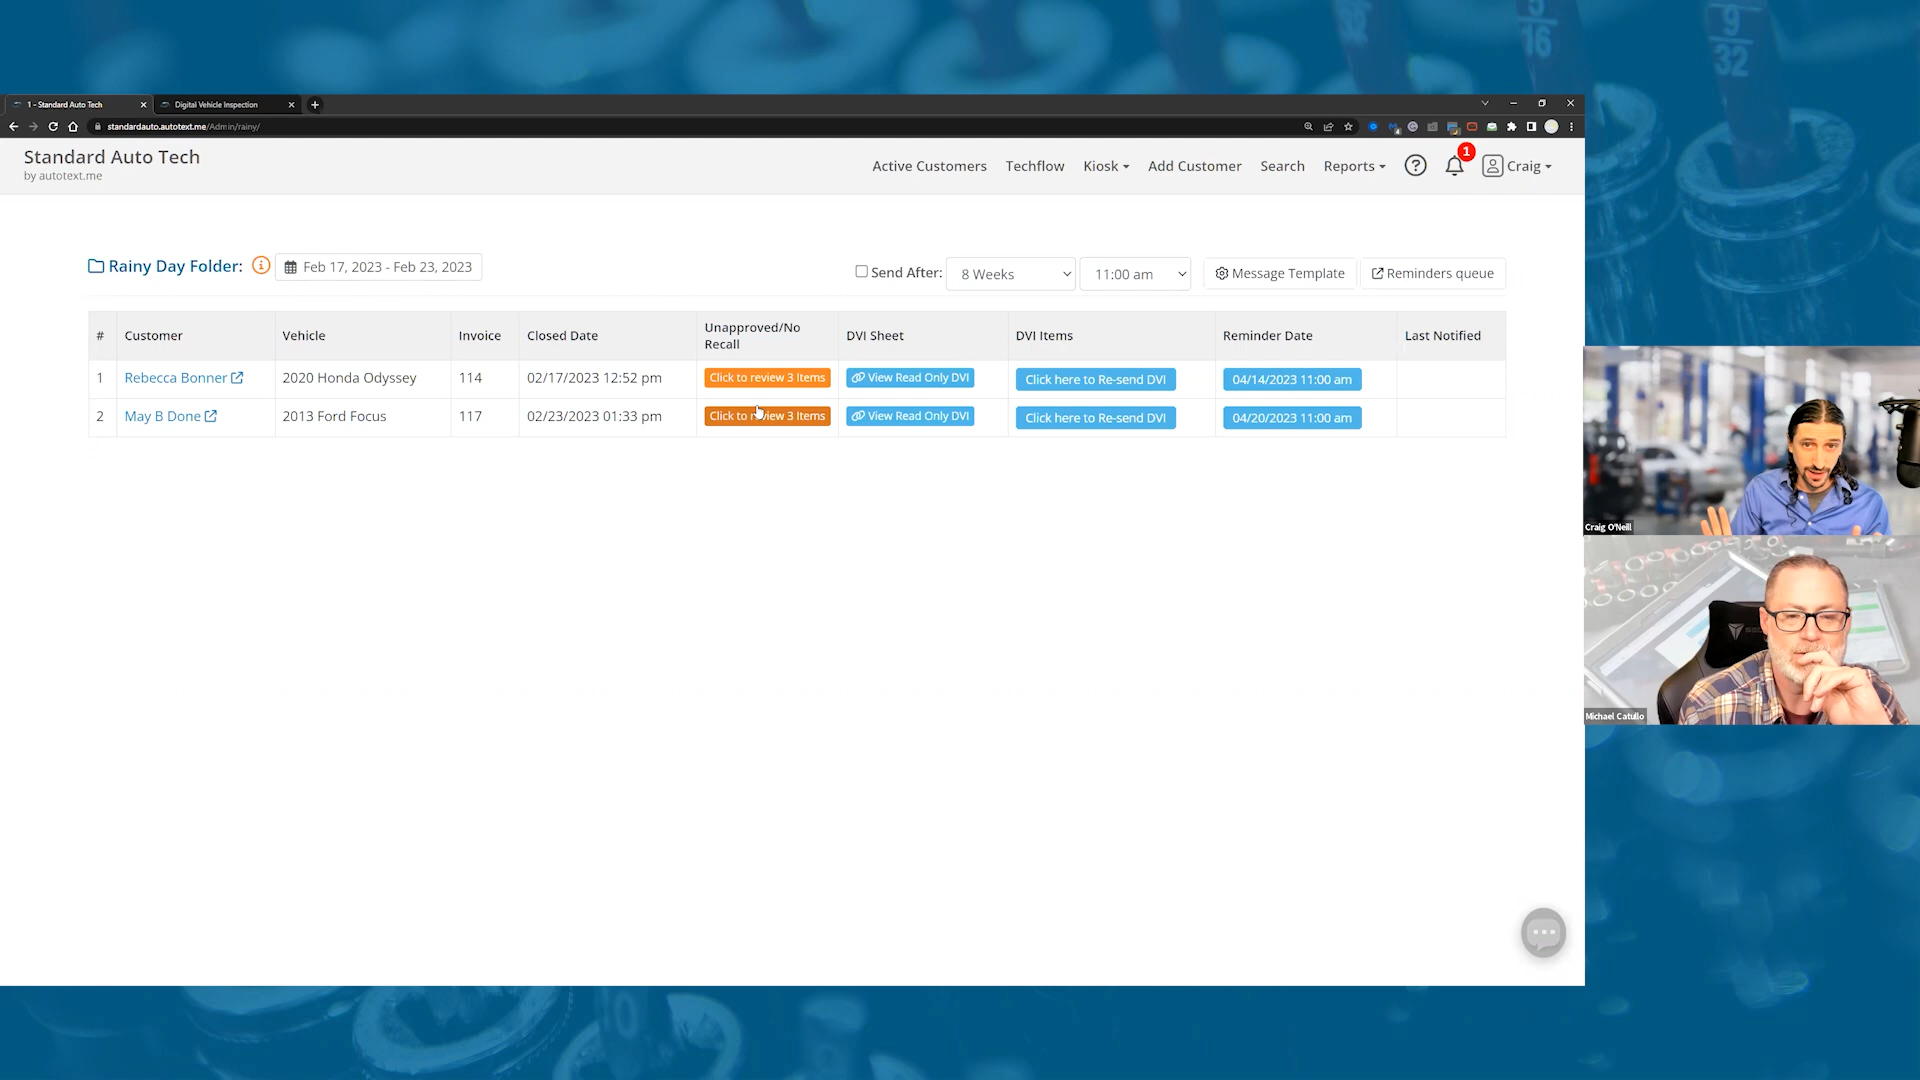 5
16
9
32
32
1 - Standard Auto Tech
Digital Vehicle Inspection
standardauto.autotext.me/Admin/rainy/
Standard Auto Tech
by autotext.me
Active Customers
Techflow
Kiosk
Add Customer
Search
Reports
?
1
Craig
Rainy Day Folder:
i
Feb 17, 2023 - Feb 23, 2023
Send After:
8 Weeks
11:00 am
Message Template
Reminders queue
# Customer Vehicle Invoice Closed Date Unapproved/No Recall DVI Sheet DVI Items Reminder Date Last Notified
1 Rebecca Bonner 2020 Honda Odyssey 114 02/17/2023 12:52 pm Click to review 3 Items View Read Only DVI Click here to Re-send DVI 04/14/2023 11:00 am
2 May B Done 2013 Ford Focus 117 02/23/2023 01:33 pm Click to review 3 Items View Read Only DVI Click here to Re-send DVI 04/20/2023 11:00 am
Craig O'Neill
Michael Catullo